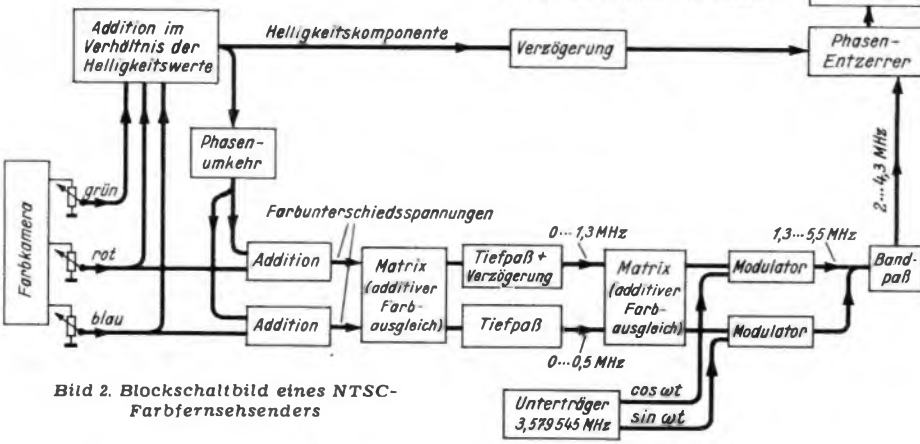 Addition im
Verhältnis der
Helligkeitswerte
Helligkeitskomponente
Verzögerung
Phasen-
Entzerrer
Phasen-
umkehr
2...4,3 MHz
Farbkamera
grün
rot
blau
Farbunterschiedsspannungen
Addition
Addition
Matrix
(additiver
Farb-
ausgleich)
0...1,3 MHz
Tiefpaß +
Verzögerung
Tiefpaß
0...0,5 MHz
Matrix
(additiver
Farb-
ausgleich)
1,3...5,5 MHz
Modulator
Modulator
Band-
paß
Unterträger
3,579545 MHz
cos ωt
sin ωt
Bild 2. Blockschaltbild eines NTSC-
Farbfernsehsenders